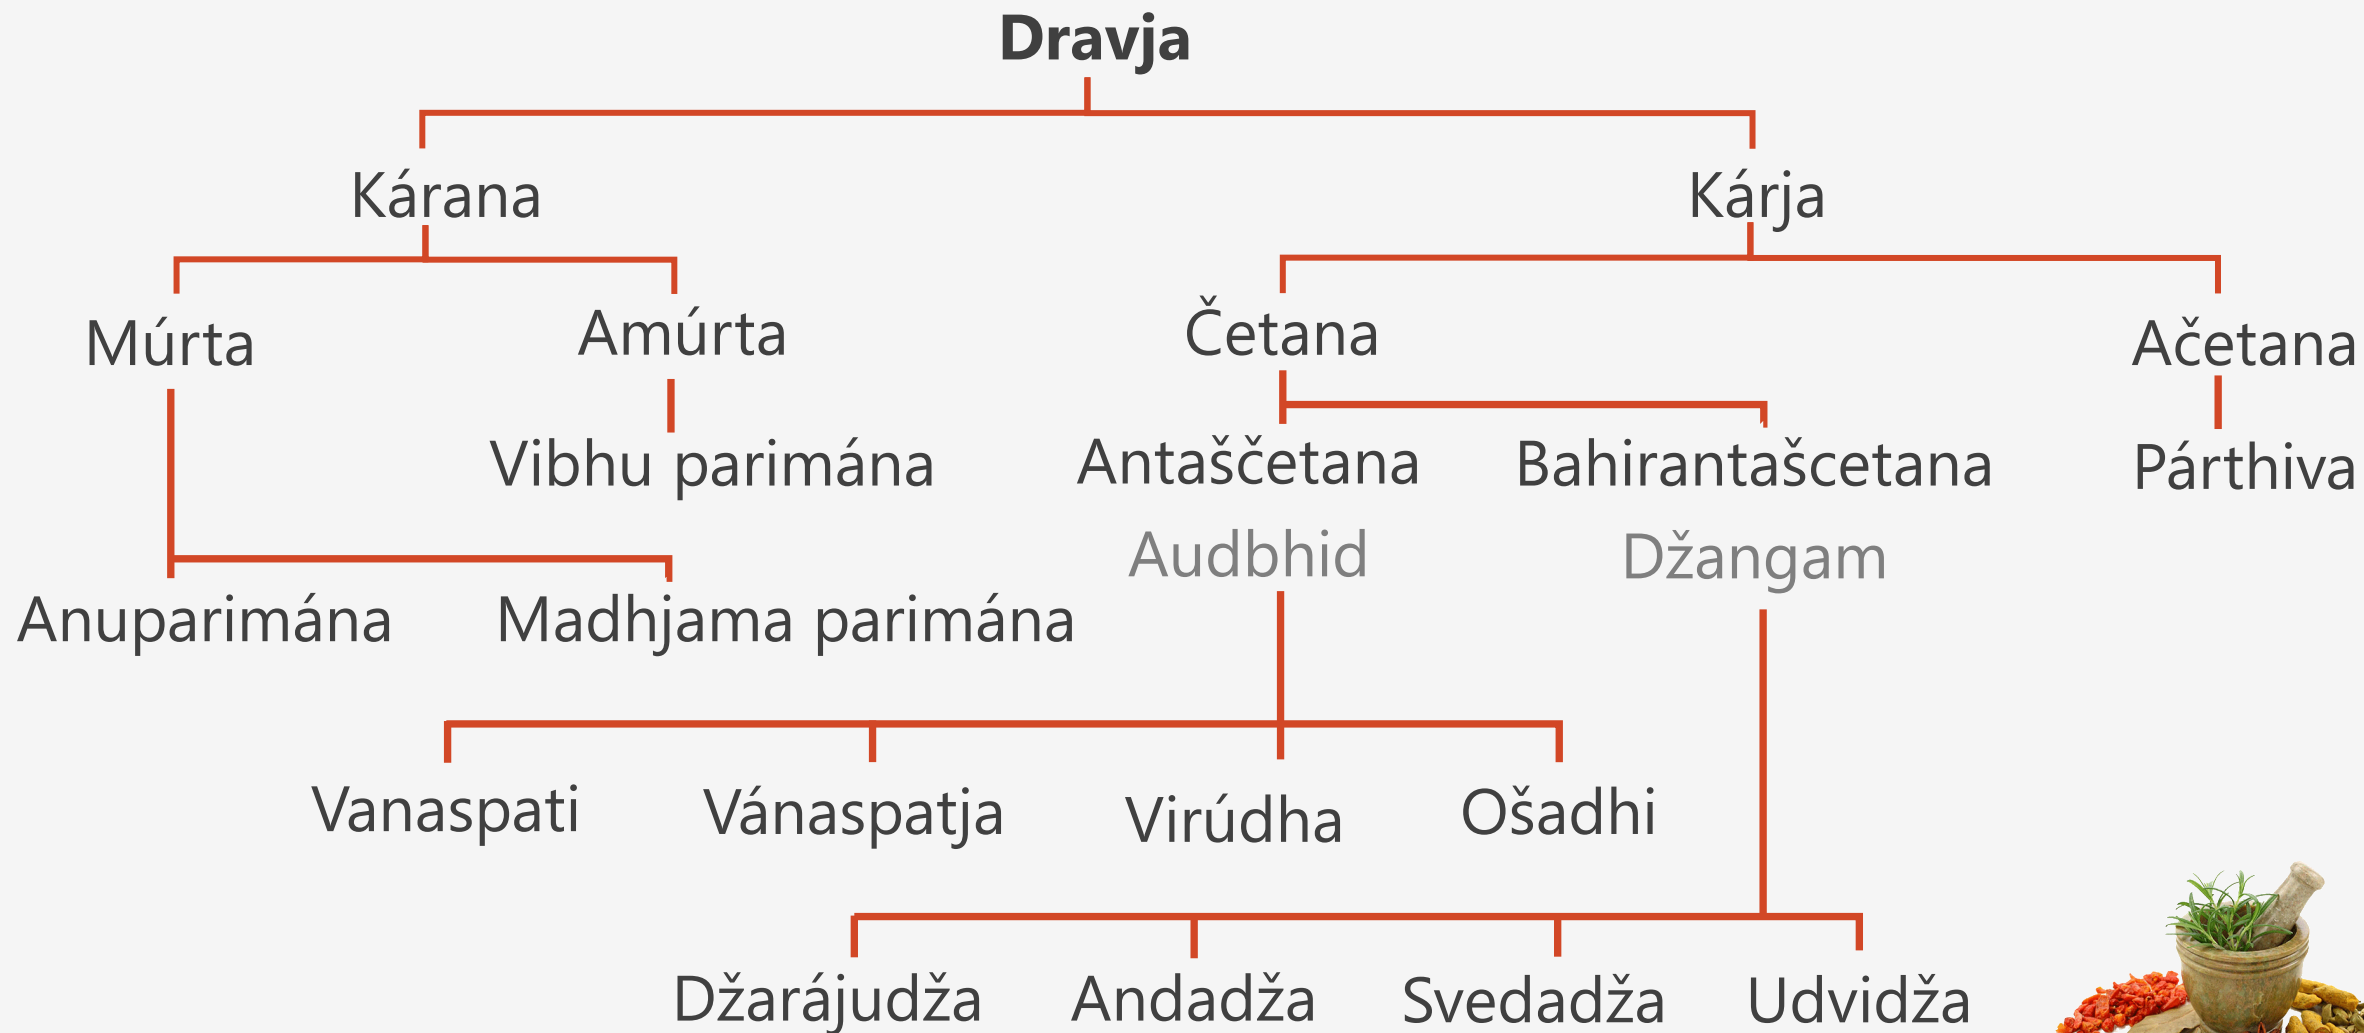 Dravja
Kárana Kárja
Múrta Amúrta Četana Ačetana
Vibhu parimána Antaščetana Bahirantašcetana Párthiva
Audbhid Džangam
Anuparimána Madhjama parimána
Vanaspati Vánaspatja Virúdha Ošadhi
Džarájudža Andadža Svedadža Udvidža